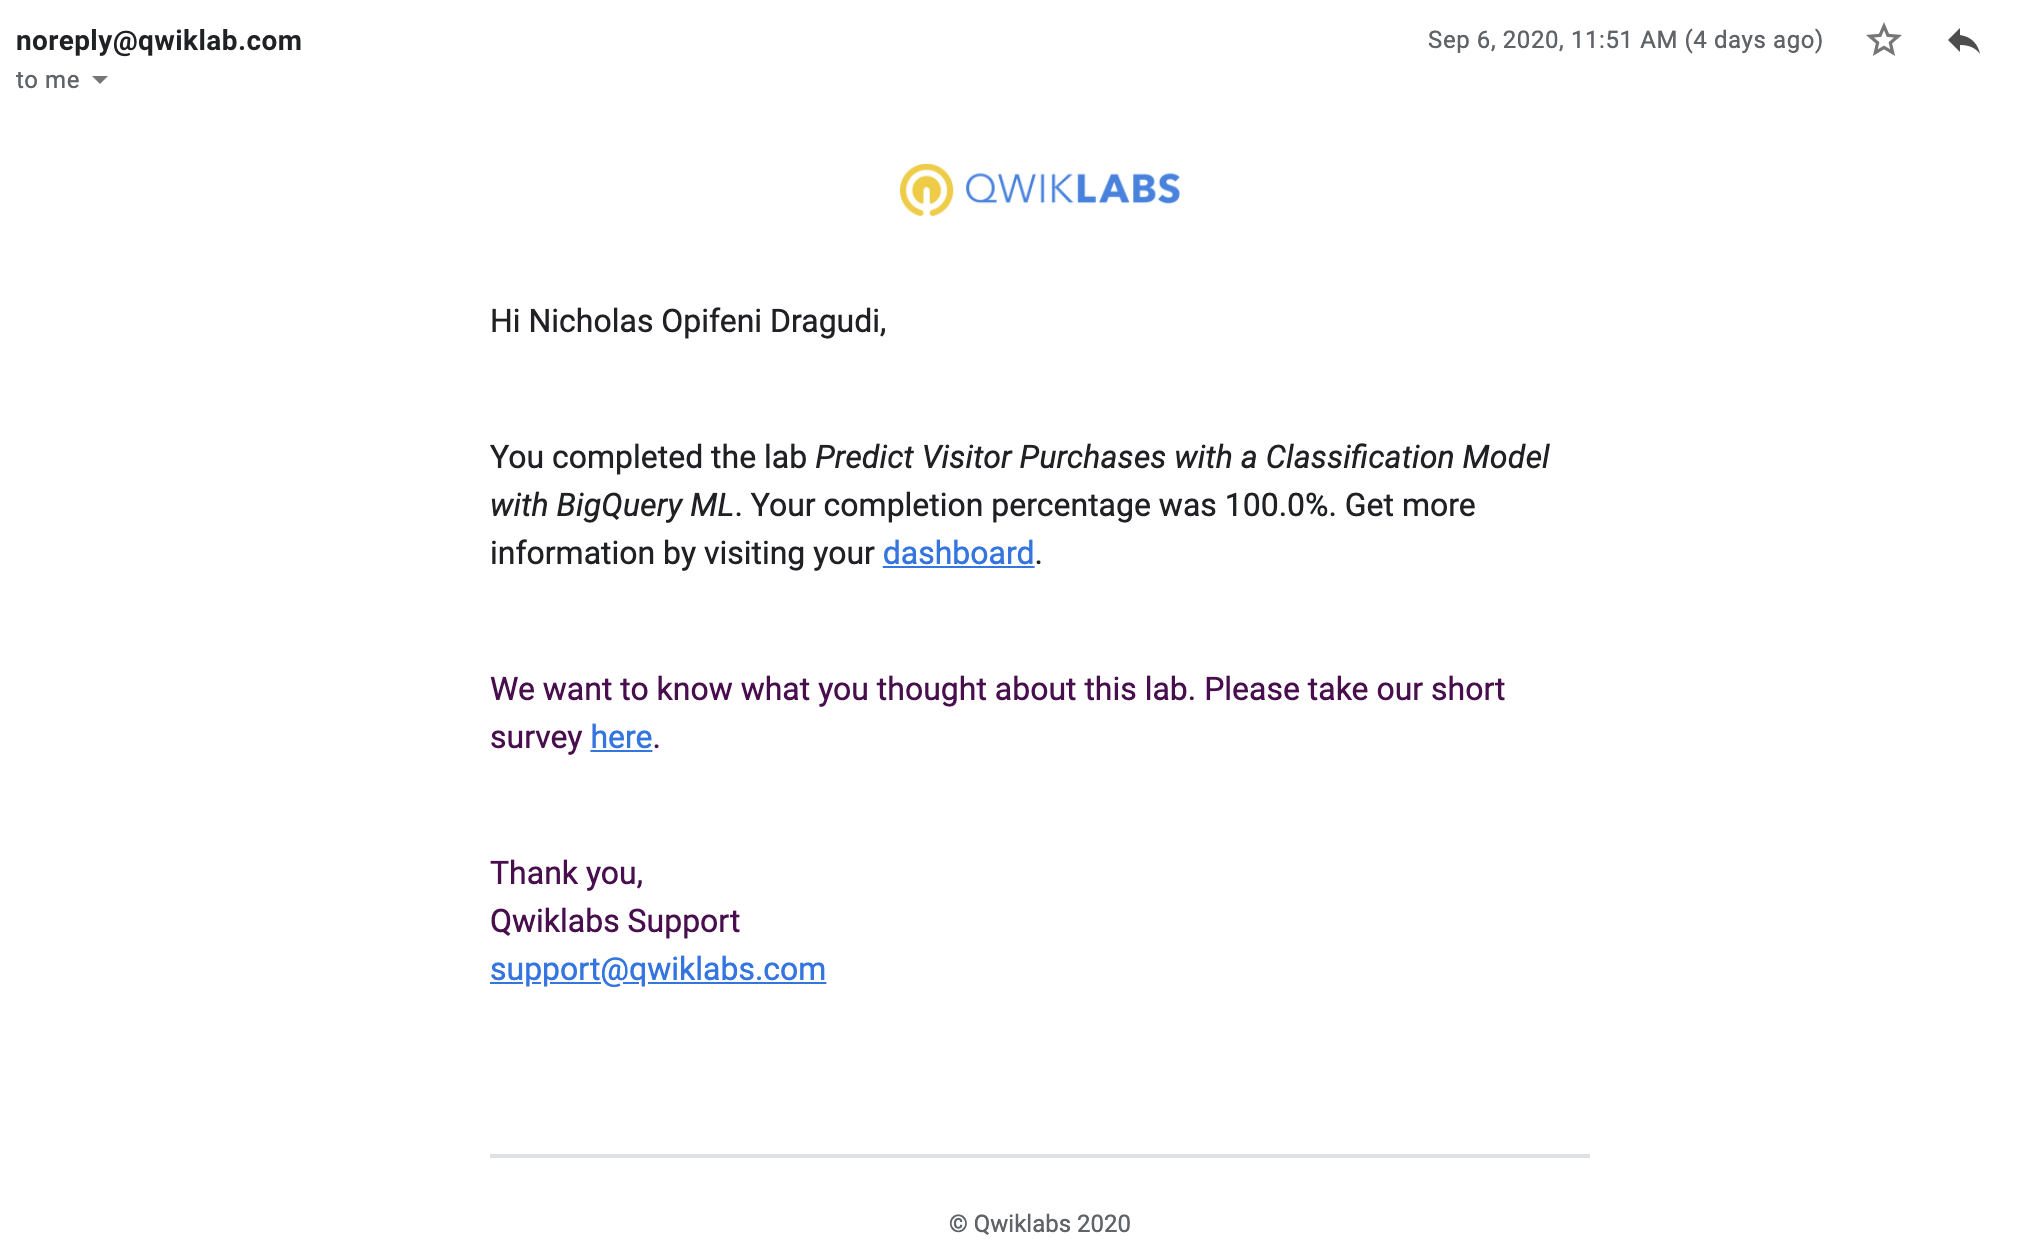 noreply@qwiklab.com
Sep 6, 2020, 11:51 AM (4 days ago)
to me
QWIKLABS
Hi Nicholas Opifeni Dragudi,
You completed the lab Predict Visitor Purchases with a Classification Model
with BigQuery ML. Your completion percentage was 100.0%. Get more
information by visiting your dashboard.
We want to know what you thought about this lab. Please take our short
survey here.
Thank you,
Qwiklabs Support
support@qwiklabs.com
© Qwiklabs 2020